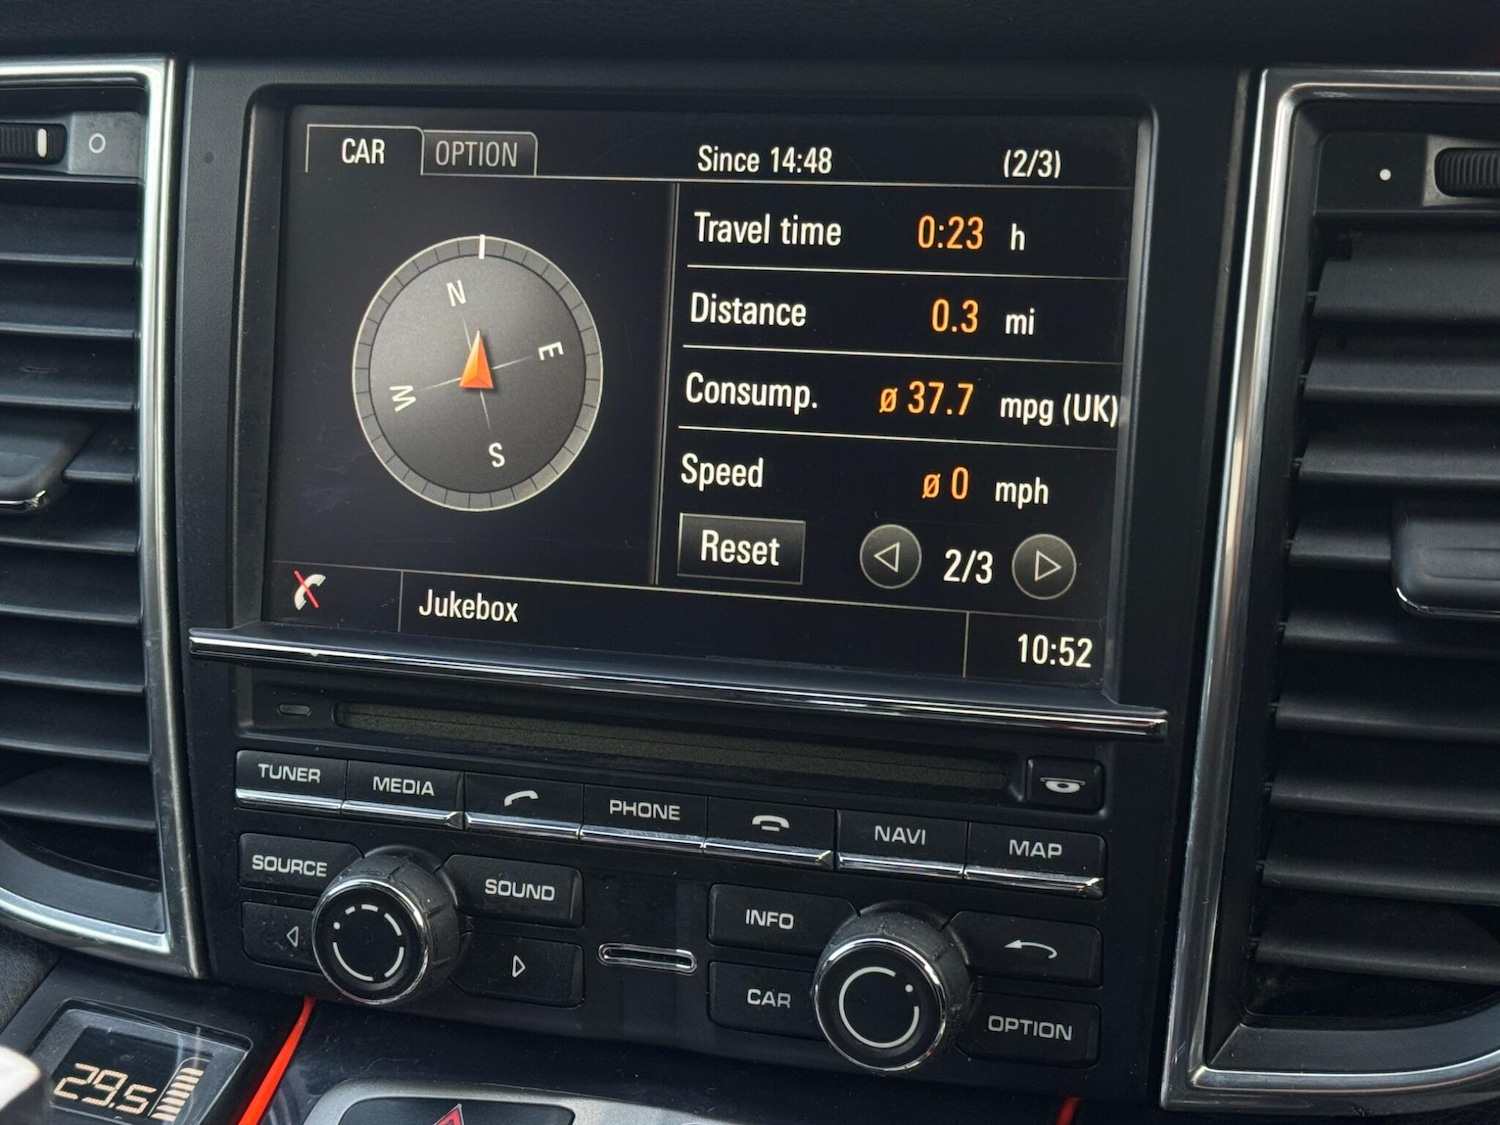 CAR OPTION Since 14:48 (2/3)
Travel time 0:23 h
Distance 0.3 mi
Consump. ø 37.7 mpg (UK)
Speed ø 0 mph
Reset 2/3
N
E
W
S
Jukebox
10:52
TUNER MEDIA PHONE NAVI MAP
SOURCE SOUND INFO
CAR OPTION
29.5